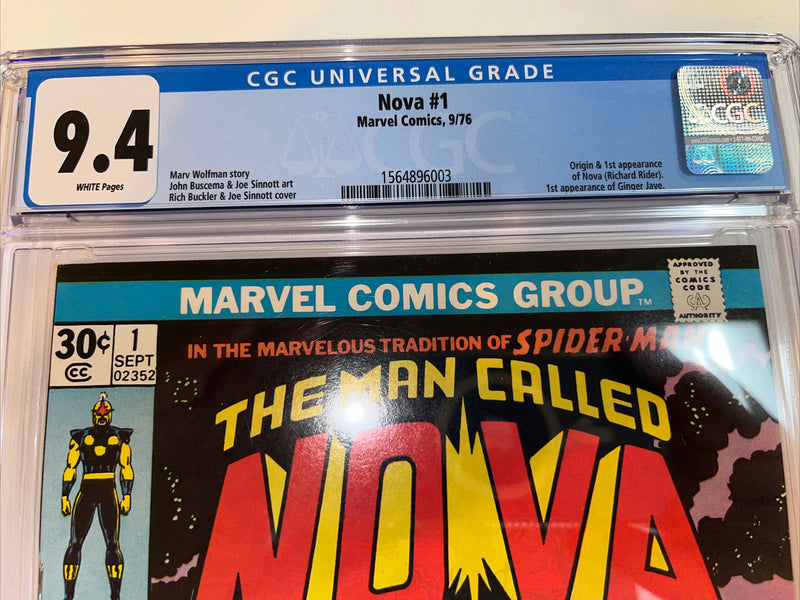 CGC UNIVERSAL GRADE
9.4
WHITE Pages
Nova #1
Marvel Comics, 9/76
Marv Wolfman story
John Buscema & Joe Sinnott art
Rich Buckler & Joe Sinnott cover
1564896003
Origin & 1st appearance
of Nova (Richard Rider).
1st appearance of Ginger Jaye.
CGC
MARVEL COMICS GROUP™
APPROVED
BY THE
COMICS
CODE
AUTHORITY
30¢
CC
1
SEPT
02352
IN THE MARVELOUS TRADITION OF SPIDER-MAN
THE MAN CALLED
NOVA